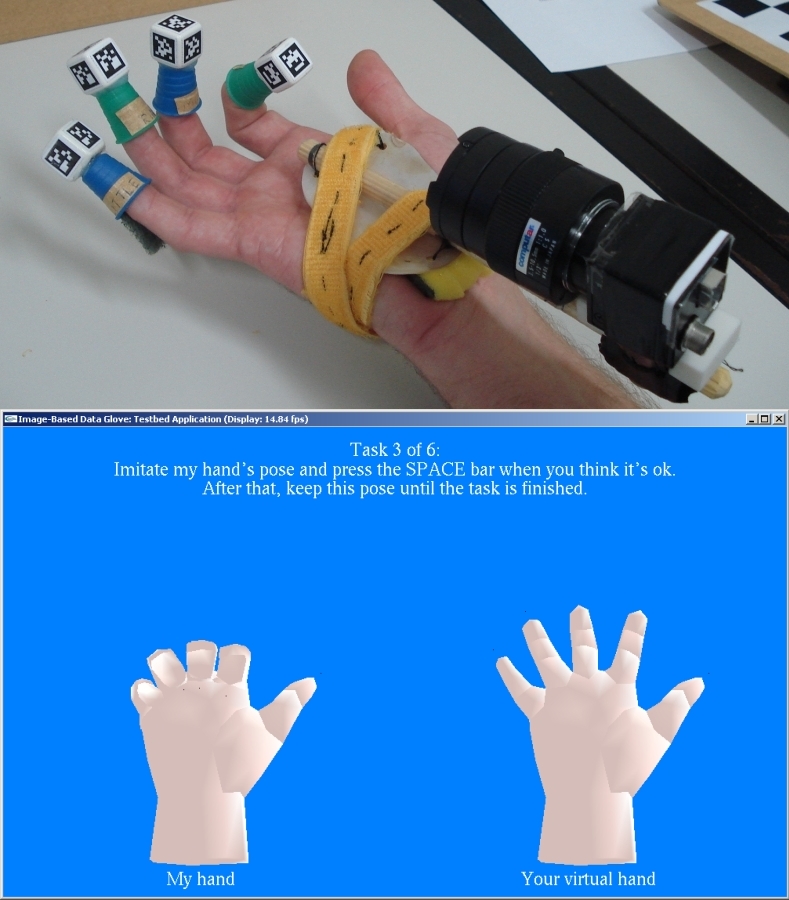 LITTLE
computar
Image-Based Data Glove: Testbed Application (Display: 14.84 fps)
Task 3 of 6:
Imitate my hand’s pose and press the SPACE bar when you think it’s ok.
After that, keep this pose until the task is finished.
My hand
Your virtual hand